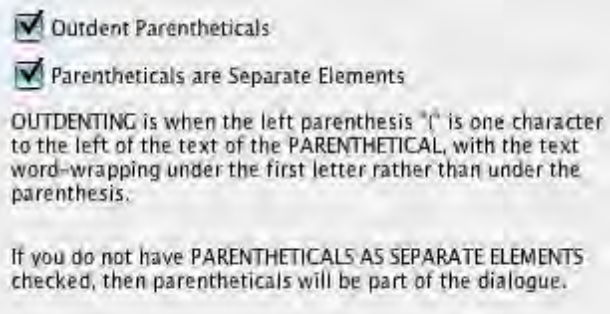 Outdent Parentheticals
Parentheticals are Separate Elements
OUTDENTING is when the left parenthesis "(" is one character
to the left of the text of the PARENTHETICAL, with the text
word-wrapping under the first letter rather than under the
parenthesis.
If you do not have PARENTHETICALS AS SEPARATE ELEMENTS
checked, then parentheticals will be part of the dialogue.